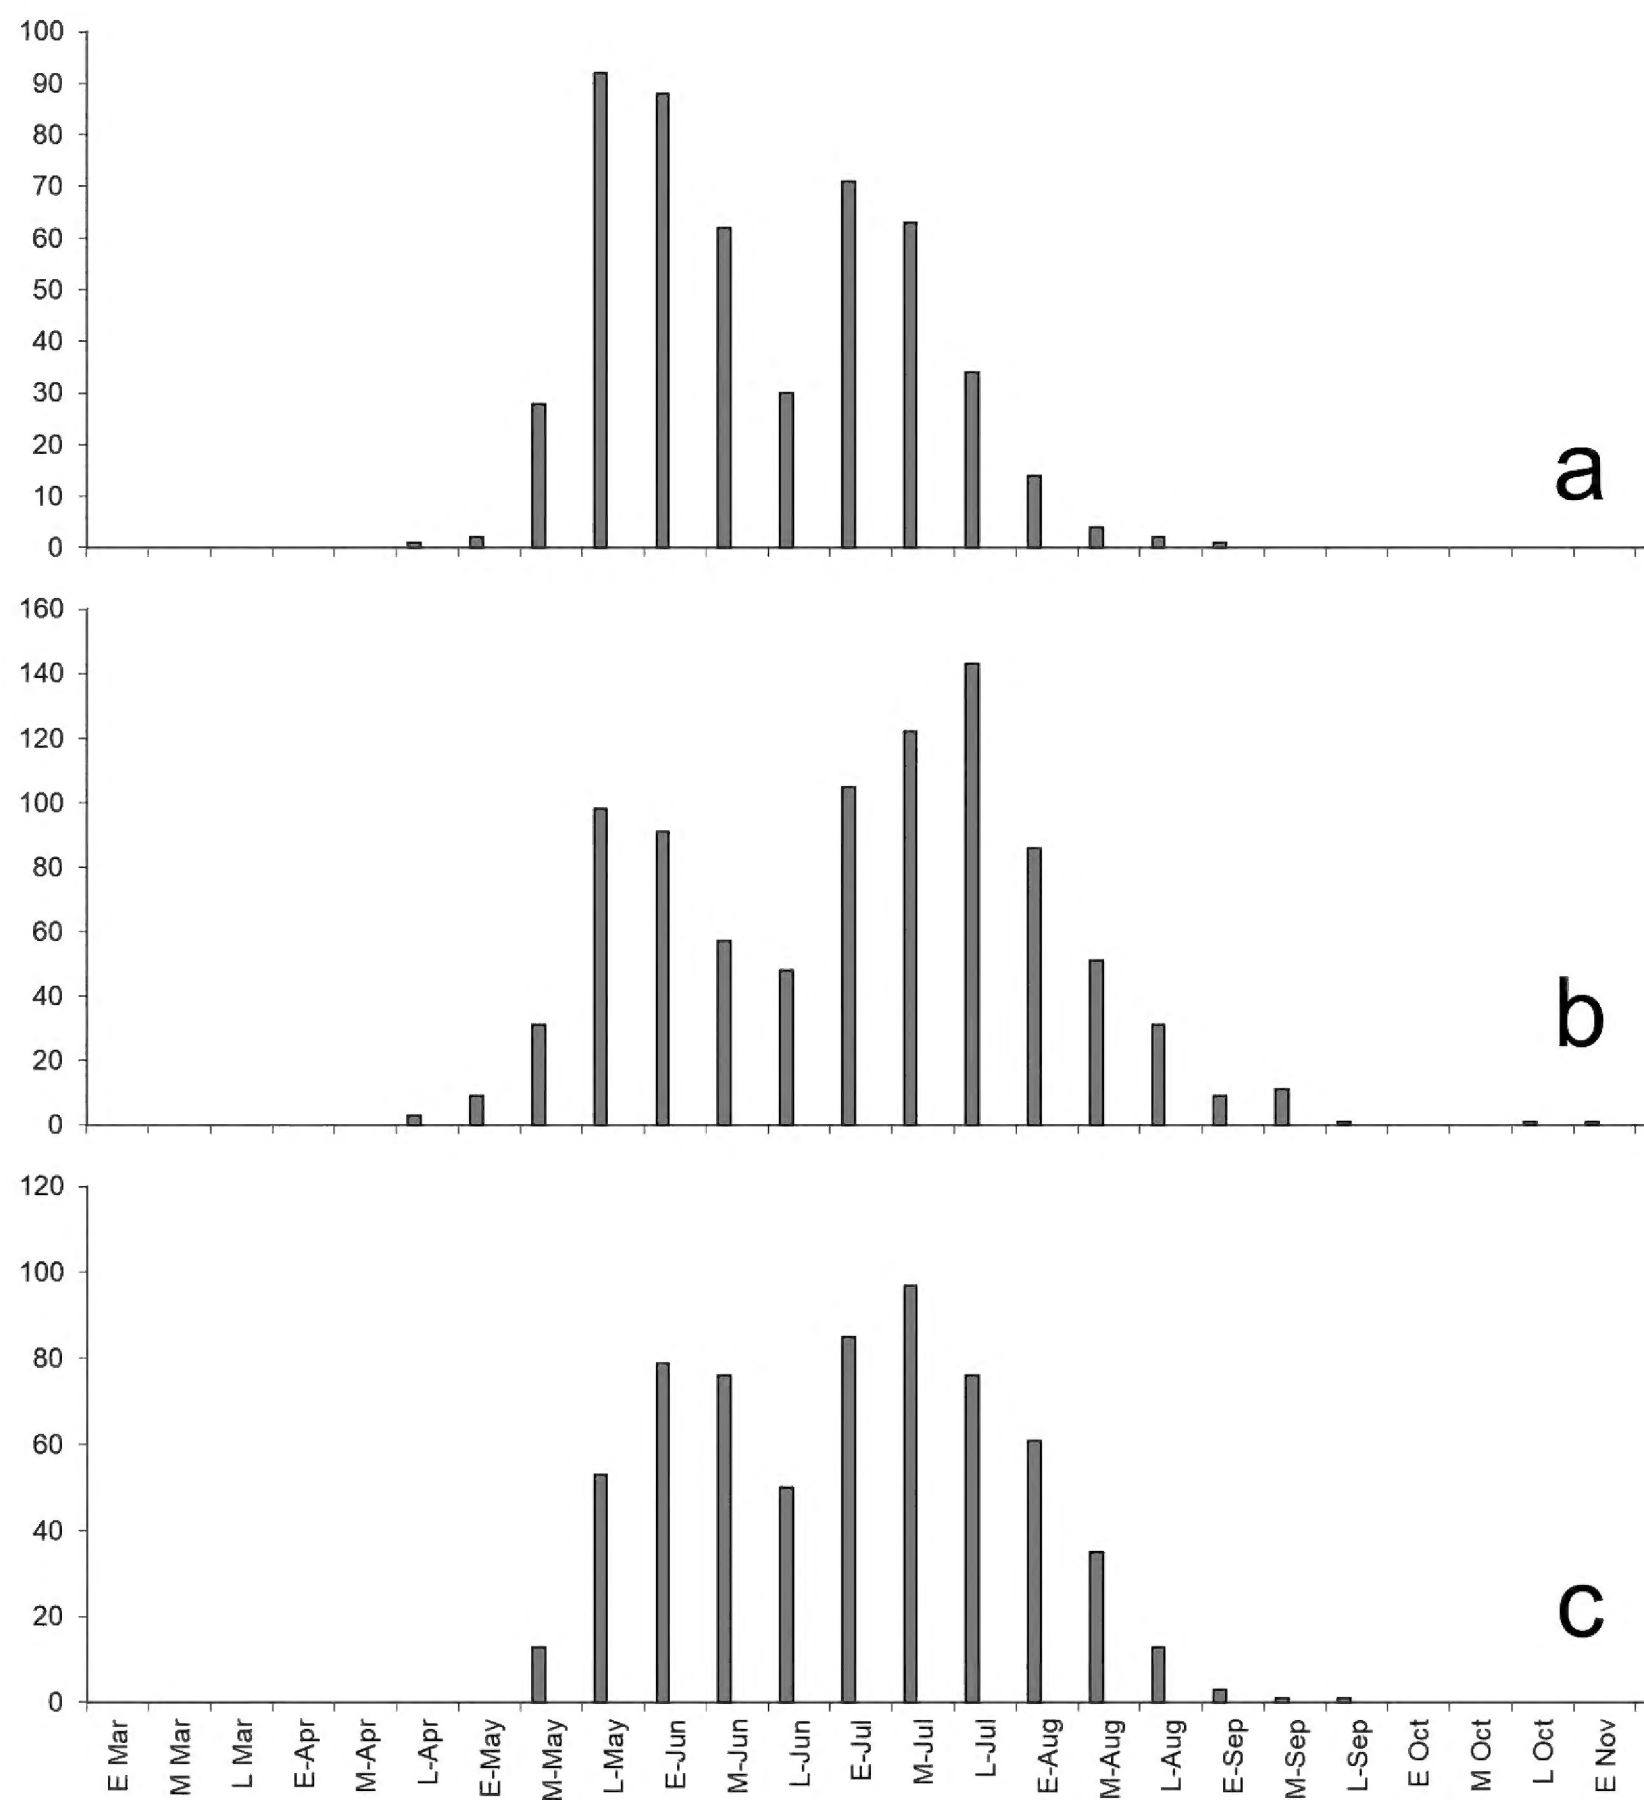 100
90
80
70
60
50
40
30
20
10
0
a
160
140
120
100
80
60
40
20
0
b
120
100
80
60
40
20
0
c
E Mar
M Mar
L Mar
E-Apr
M-Apr
L-Apr
E-May
M-May
L-May
E-Jun
M-Jun
L-Jun
E-Jul
M-Jul
L-Jul
E-Aug
M-Aug
L-Aug
E-Sep
M-Sep
L-Sep
E Oct
M Oct
L Oct
E Nov